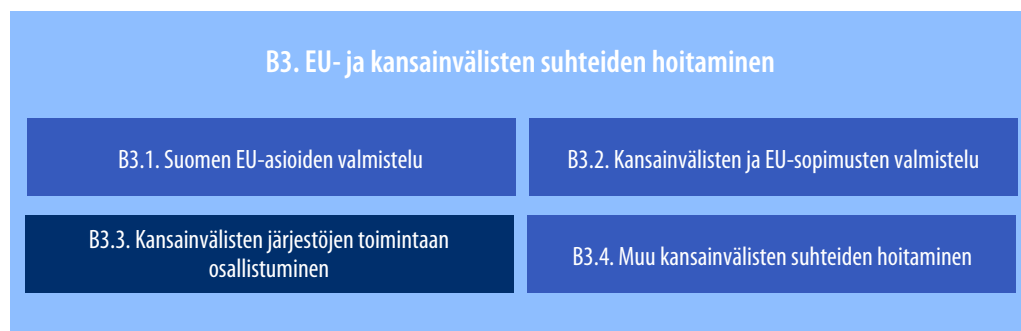 B3. EU- ja kansainvälisten suhteiden hoitaminen
B3.1. Suomen EU-asioiden valmistelu
B3.2. Kansainvälisten ja EU-sopimusten valmistelu
B3.3. Kansainvälisten järjestöjen toimintaan
osallistuminen
B3.4. Muu kansainvälisten suhteiden hoitaminen